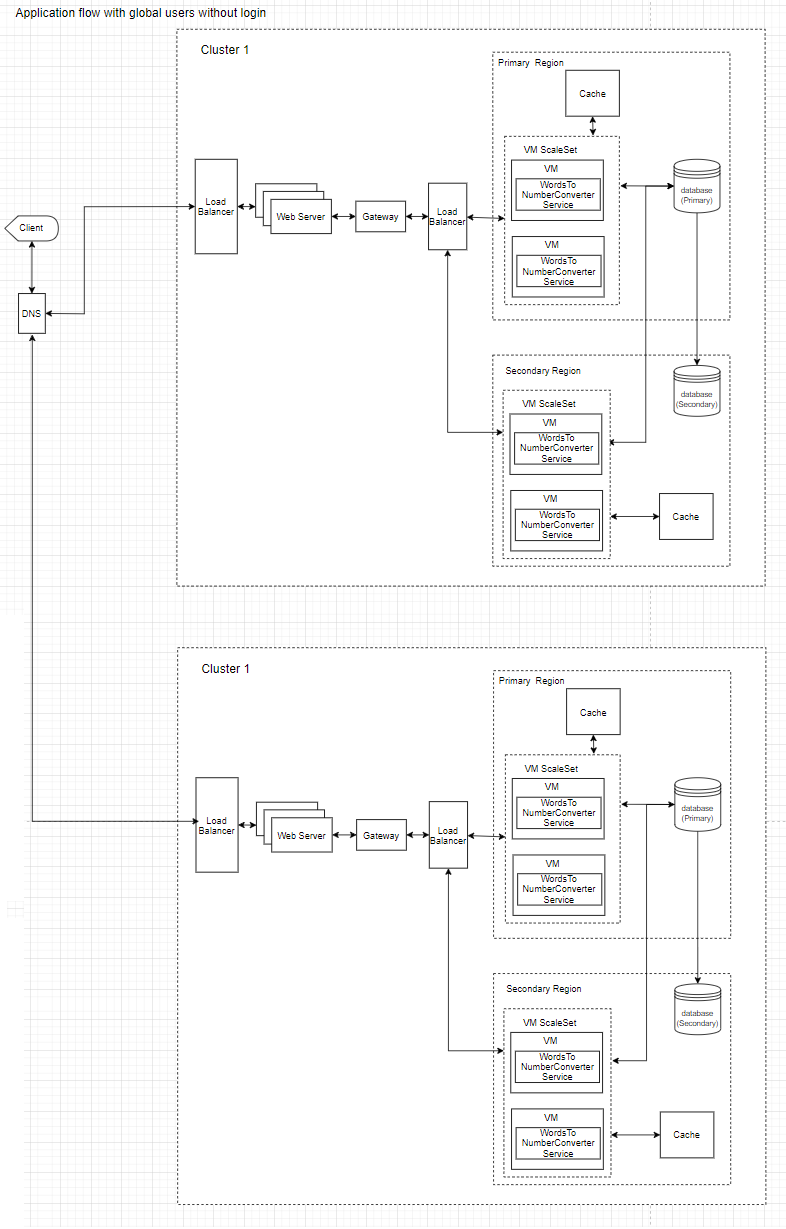 Application flow with global users without login
Cluster 1
Primary Region
Cache
VM ScaleSet
VM
WordsTo
NumberConverter
Service
database
(Primary)
Load
Balancer
Web Server
Gateway
Load
Balancer
Client
VM
WordsTo
NumberConverter
Service
DNS
Secondary Region
database
(Secondary)
VM ScaleSet
VM
WordsTo
NumberConverter
Service
VM
WordsTo
NumberConverter
Service
Cache
Cluster 1
Primary Region
Cache
VM ScaleSet
VM
WordsTo
NumberConverter
Service
database
(Primary)
Load
Balancer
Web Server
Gateway
Load
Balancer
VM
WordsTo
NumberConverter
Service
Secondary Region
database
(Secondary)
VM ScaleSet
VM
WordsTo
NumberConverter
Service
VM
WordsTo
NumberConverter
Service
Cache